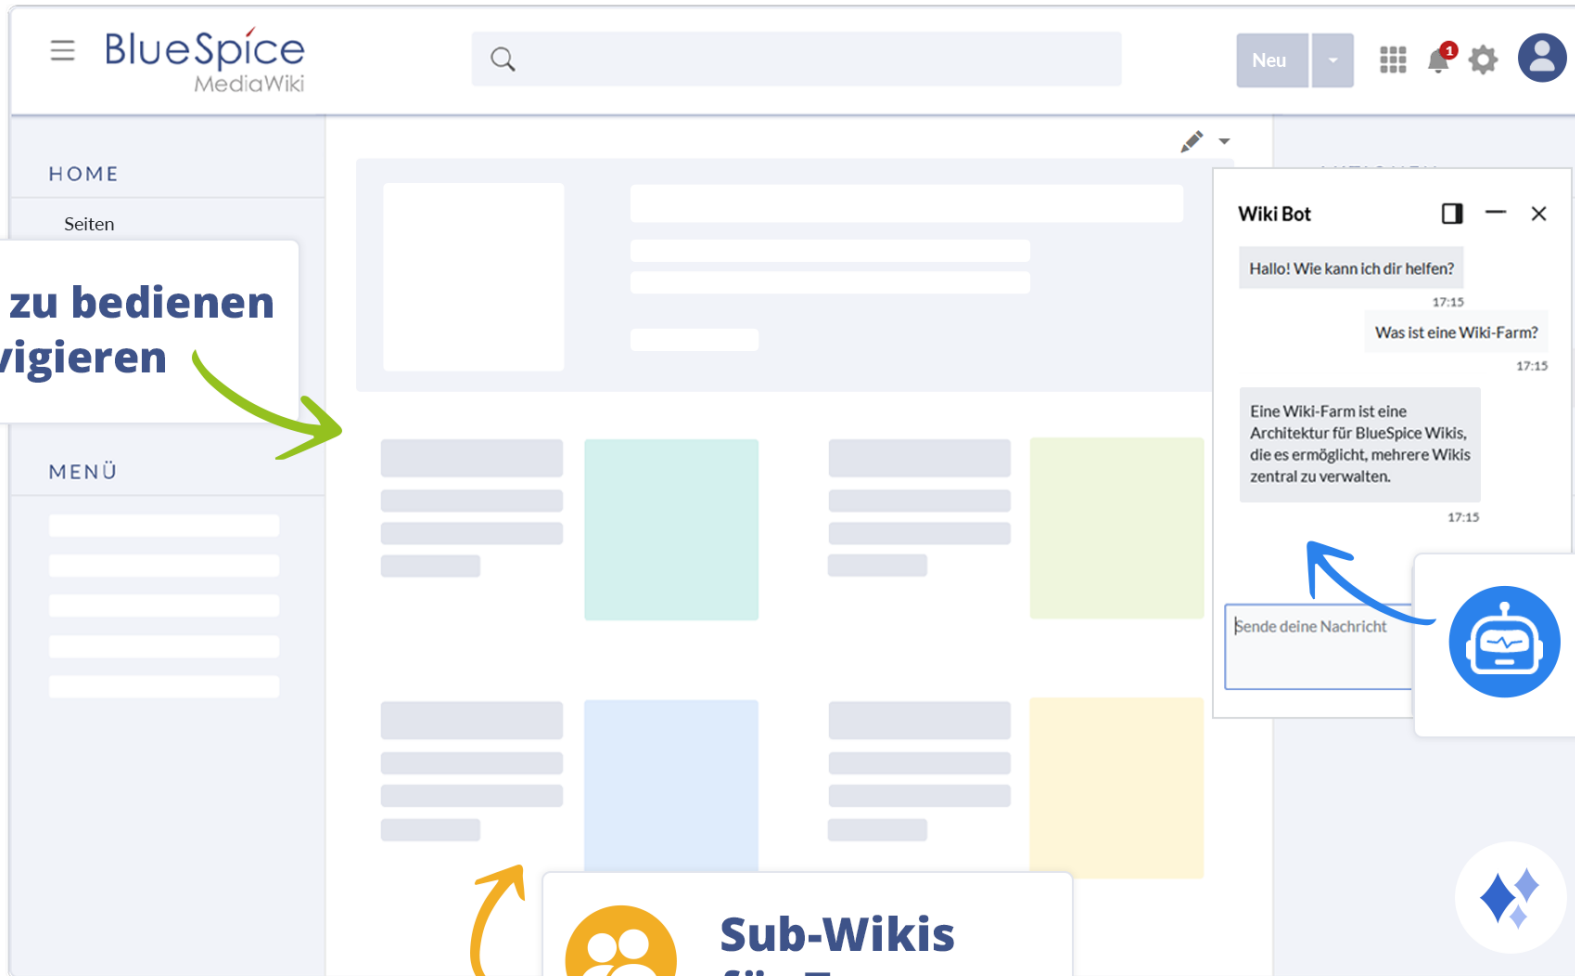 BlueSpice
MediaWiki
Neu
1
HOME
Seiten
zu bedienen
vigieren
MENÜ
Wiki Bot
Hallo! Wie kann ich dir helfen?
17:15
Was ist eine Wiki-Farm?
17:15
Eine Wiki-Farm ist eine
Architektur für BlueSpice Wikis,
die es ermöglicht, mehrere Wikis
zentral zu verwalten.
17:15
Sende deine Nachricht
Sub-Wikis